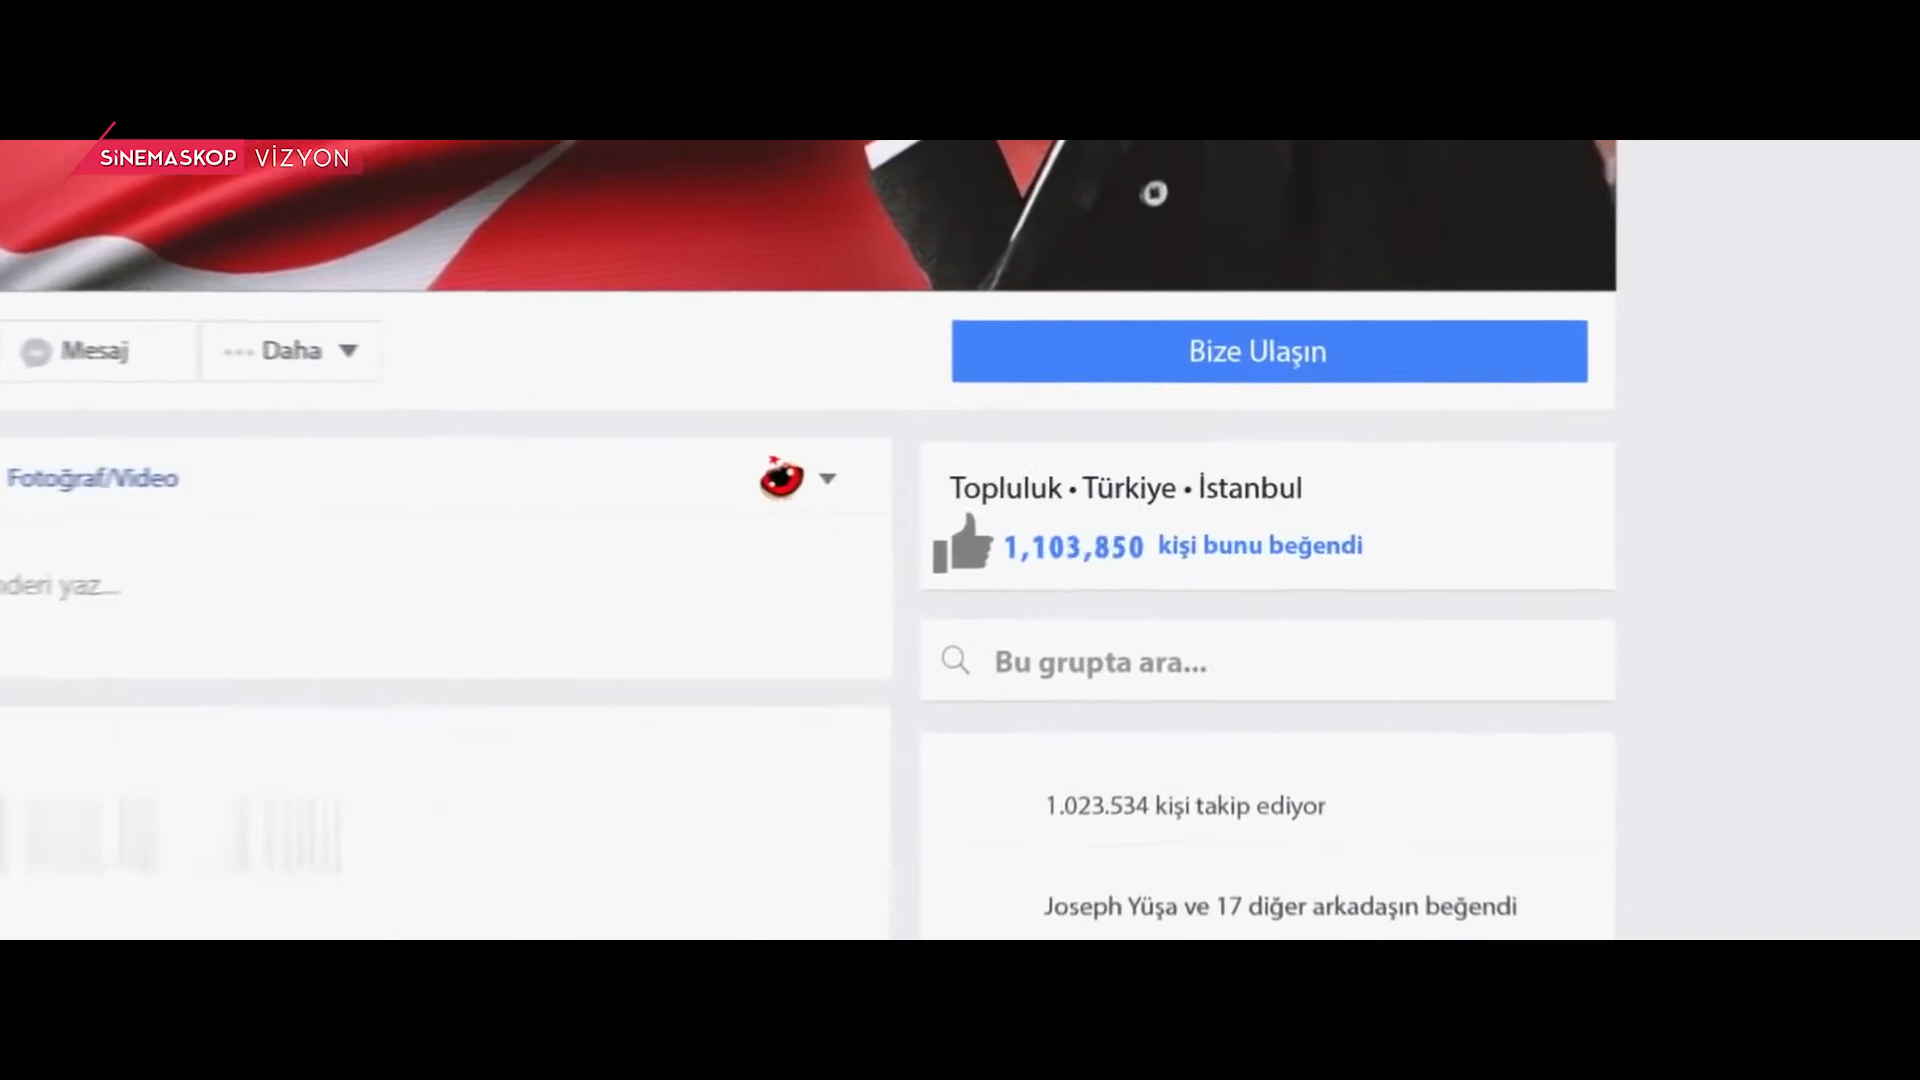 SİNEMASKOP VİZYON
Mesaj
Daha
Bize Ulaşın
Fotoğraf/Video
Topluluk • Türkiye • İstanbul
1,103,850 kişi bunu beğendi
yaz...
Bu grupta ara...
1.023.534 kişi takip ediyor
Joseph Yüşa ve 17 diğer arkadaşın beğendi